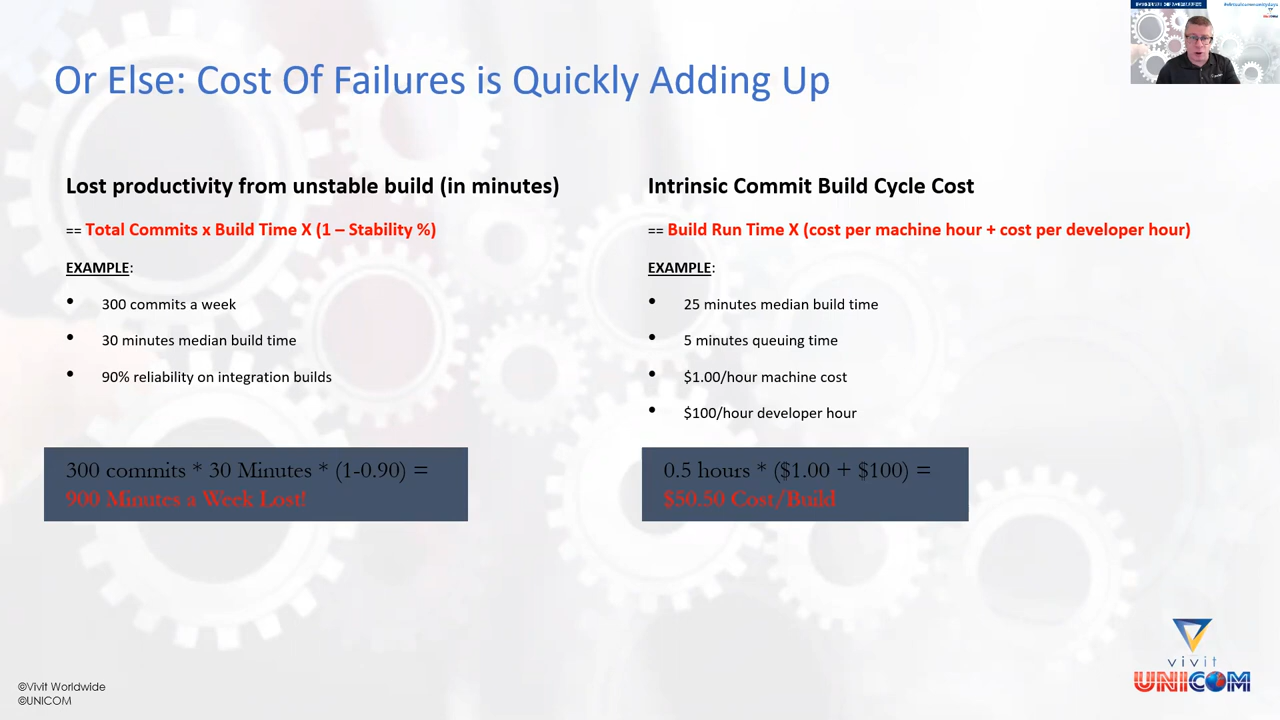 Or Else: Cost Of Failures is Quickly Adding Up
Lost productivity from unstable build (in minutes)
== Total Commits x Build Time X (1 – Stability %)
EXAMPLE:
• 300 commits a week
• 30 minutes median build time
• 90% reliability on integration builds
300 commits * 30 Minutes * (1-0.90) =
900 Minutes a Week Lost!
Intrinsic Commit Build Cycle Cost
== Build Run Time X (cost per machine hour + cost per developer hour)
EXAMPLE:
• 25 minutes median build time
• 5 minutes queuing time
• $1.00/hour machine cost
• $100/hour developer hour
0.5 hours * ($1.00 + $100) =
$50.50 Cost/Build
©Vivit Worldwide
©UNICOM
vivit
UNICOM